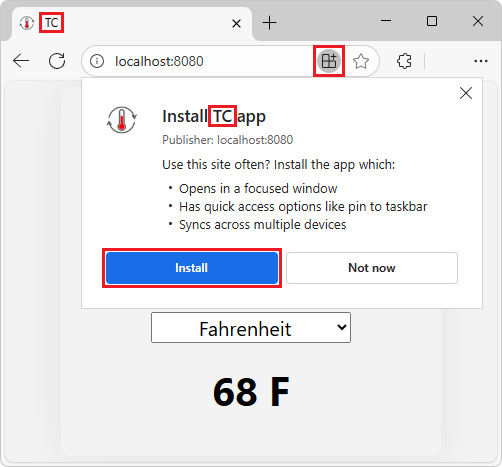 TC
localhost:8080
Install TC app
Publisher: localhost:8080
Use this site often? Install the app which:
• Opens in a focused window
• Has quick access options like pin to taskbar
• Syncs across multiple devices
Install
Not now
Fahrenheit
68 F